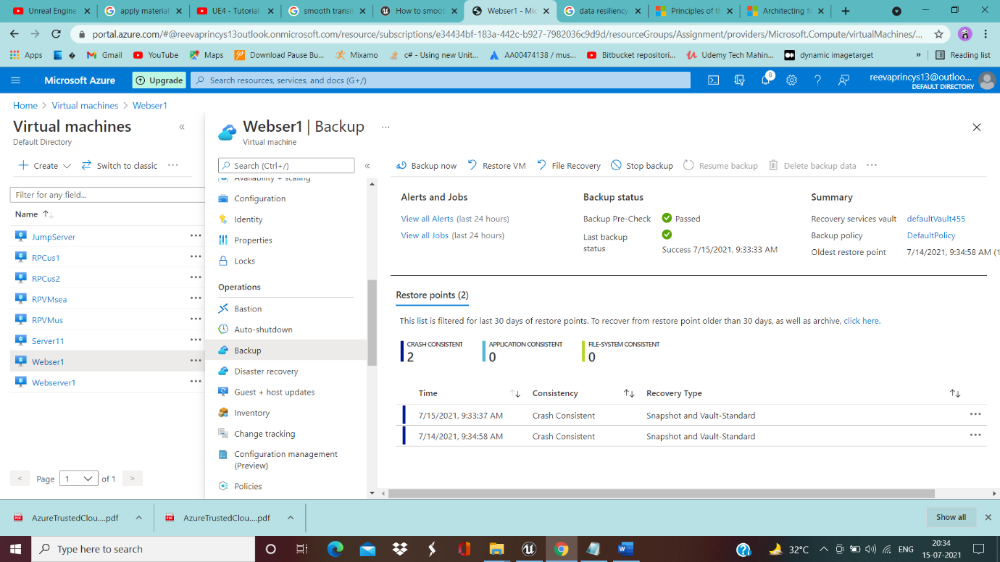 Unreal Engine
apply material
UE4 - Tutorial
smooth transit
How to smoot
Webser1 - Mic
data resiliency
Principles of th
Architecting fo
portal.azure.com/#@reevaprincys13outlook.onmicrosoft.com/resource/subscriptions/e34434bf-183a-442c-b927-7982036c9d9d/resourceGroups/Assignment/providers/Microsoft.Compute/virtualMachines/...
Apps
Gmail
YouTube
Maps
Download Pause Bu...
Mixamo
c# - Using new Unit...
AA00474138 / mus...
Bitbucket repositori...
Udemy Tech Mahin...
dynamic imagetarget
»
Reading list
Microsoft Azure
Upgrade
Search resources, services, and docs (G+/)
8
reevaprincys13@outloo...
DEFAULT DIRECTORY
Home > Virtual machines > Webser1
Virtual machines
«
Default Directory
Create
Switch to classic
...
Filter for any field...
Name
JumpServer
RPCus1
RPCus2
RPVMsea
RPVMus
Server11
Webser1
Webserver1
<
Page
1
of 1
>
Webser1 | Backup
...
Virtual machine
Search (Ctrl+/)
«
Availability + scaling
Configuration
Identity
Properties
Locks
Operations
Bastion
Auto-shutdown
Backup
Disaster recovery
Guest + host updates
Inventory
Change tracking
Configuration management
(Preview)
Policies
Backup now
Restore VM
File Recovery
Stop backup
Resume backup
Delete backup data
...
Alerts and Jobs
View all Alerts (last 24 hours)
View all Jobs (last 24 hours)
Backup status
Backup Pre-Check
Passed
Last backup
status
Success 7/15/2021, 9:33:33 AM
Summary
Recovery services vault
defaultVault455
Backup policy
DefaultPolicy
Oldest restore point
7/14/2021, 9:34:58 AM (1
Restore points (2)
This list is filtered for last 30 days of restore points. To recover from restore point older than 30 days, as well as archive, click here.
CRASH CONSISTENT
2
APPLICATION CONSISTENT
0
FILE-SYSTEM CONSISTENT
0
Time
Consistency
Recovery Type
7/15/2021, 9:33:37 AM
Crash Consistent
Snapshot and Vault-Standard
7/14/2021, 9:34:58 AM
Crash Consistent
Snapshot and Vault-Standard
AzureTrustedClou....pdf
AzureTrustedClou....pdf
Show all
Type here to search
32°C
ENG
20:34
15-07-2021